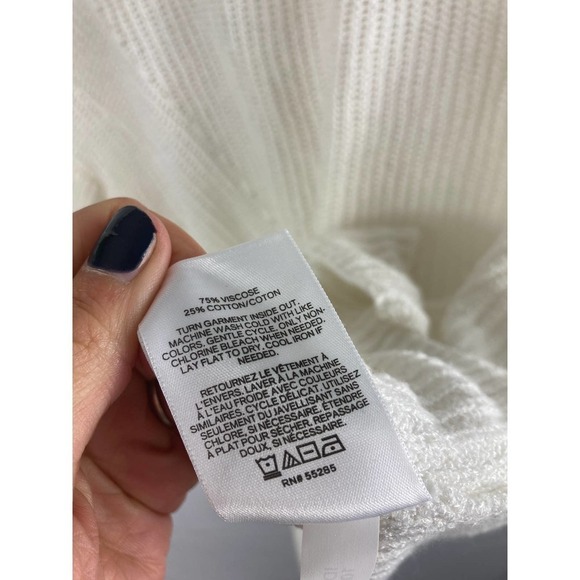 75% VISCOSE
25% COTTON/COTON
TURN GARMENT INSIDE OUT,
MACHINE WASH COLD WITH LIKE
COLORS, GENTLE CYCLE. ONLY NON-
CHLORINE BLEACH WHEN NEEDED.
LAY FLAT TO DRY. COOL IRON IF
NEEDED.
RETOURNEZ LE VÊTEMENT À
L'ENVERS, LAVER À LA MACHINE
À L'EAU FROIDE AVEC COULEURS
SIMILAIRES, CYCLE DÉLICAT, UTILISEZ
SEULEMENT DU JAVELLISANT SANS
CHLORE, SI NÉCESSAIRE. ÉTENDRE
À PLAT POUR SÉCHER. REPASSAGE
DOUX, SI NÉCESSAIRE.
RN# 55285